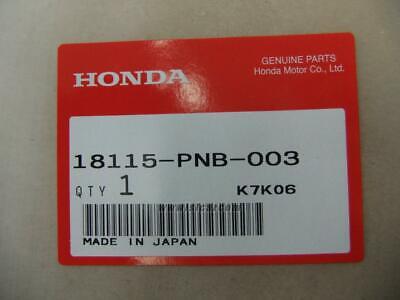 GENUINE PARTS
HONDA
Honda Motor Co., Ltd.
18115-PNB-003
QTY 1 K7K06
MADE IN JAPAN